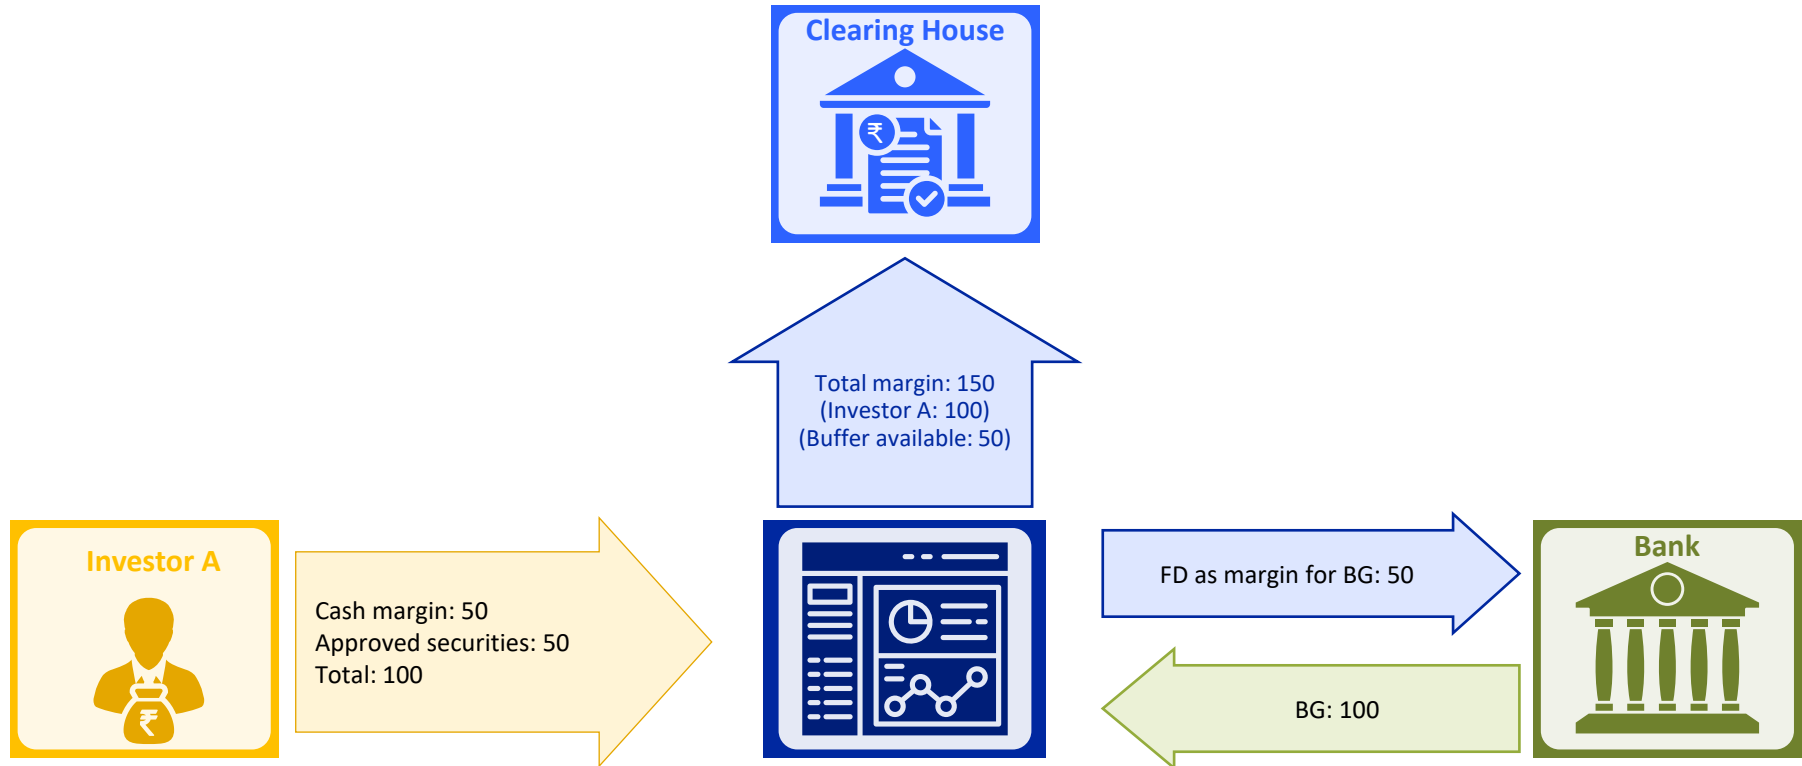 Clearing House
₹
Total margin: 150
(Investor A: 100)
(Buffer available: 50)
Investor A
₹
Cash margin: 50
Approved securities: 50
Total: 100
FD as margin for BG: 50
BG: 100
Bank